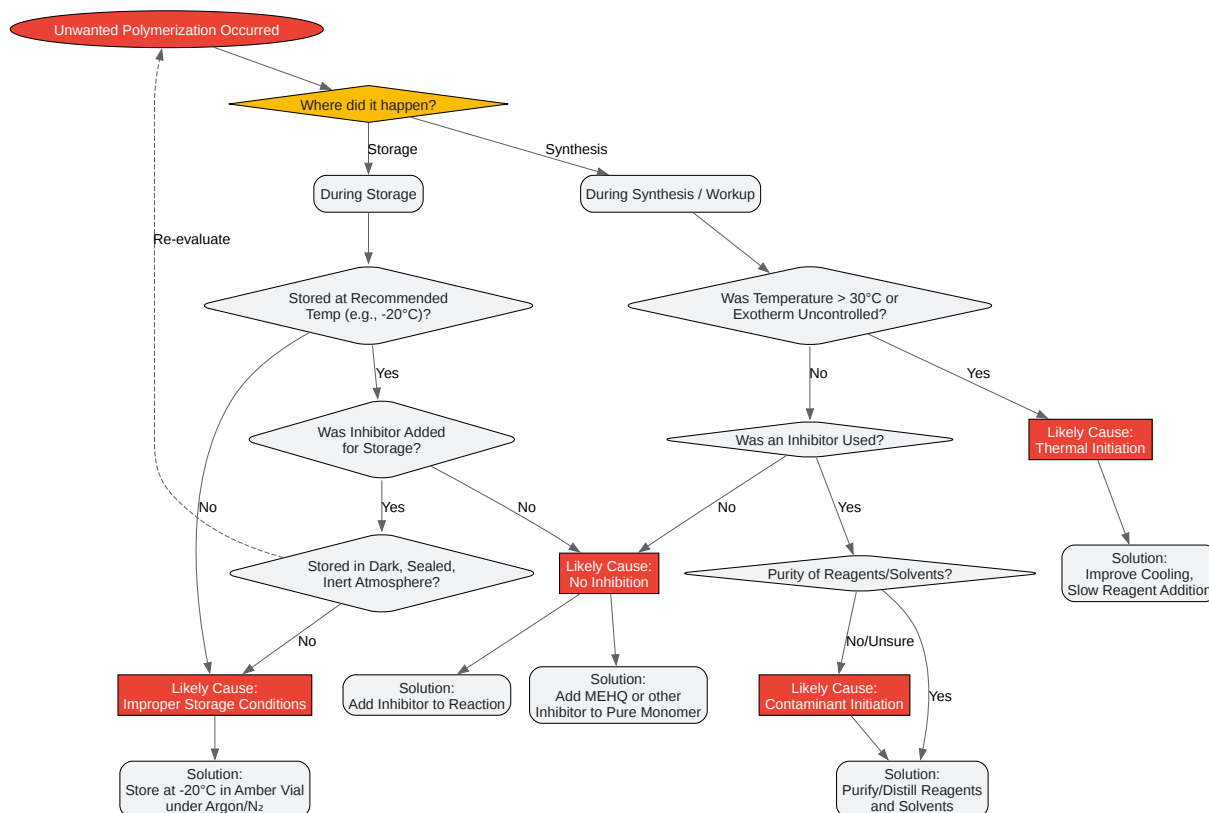 Unwanted Polymerization Occurred
Where did it happen?
Storage
Synthesis
During Storage
During Synthesis / Workup
Re-evaluate
Stored at Recommended
Temp (e.g., -20°C)?
Was Temperature > 30°C or
Exotherm Uncontrolled?
Yes
No
Yes
Was Inhibitor Added
for Storage?
Was an Inhibitor Used?
Likely Cause:
Thermal Initiation
No
Yes
No
No
Yes
Stored in Dark, Sealed,
Inert Atmosphere?
Likely Cause:
No Inhibition
Purity of Reagents/Solvents?
Solution:
Improve Cooling,
Slow Reagent Addition
No
No/Unsure
Yes
Likely Cause:
Improper Storage Conditions
Solution:
Add Inhibitor to Reaction
Solution:
Add MEHQ or other
Inhibitor to Pure Monomer
Likely Cause:
Contaminant Initiation
Solution:
Store at -20°C in Amber Vial
under Argon/N₂
Solution:
Purify/Distill Reagents
and Solvents